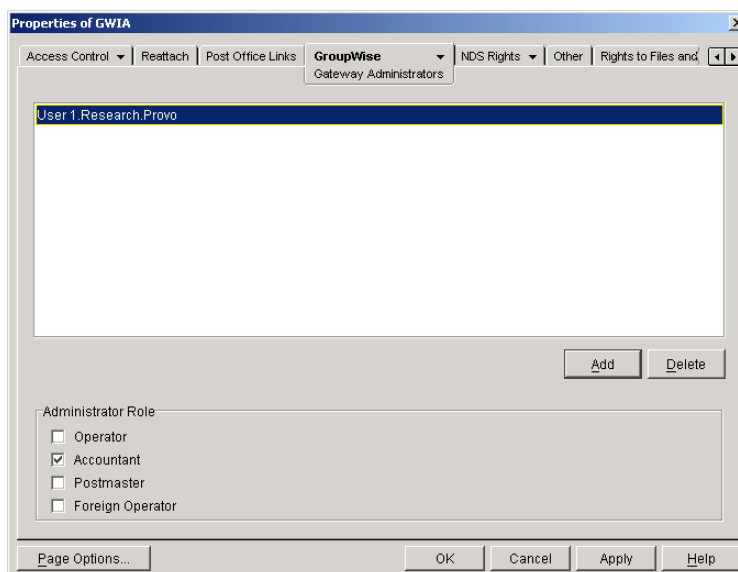 Properties of GWIA
Access Control Reattach Post Office Links GroupWise NDS Rights Other Rights to Files and
Gateway Administrators
User 1.Research.Provo
Add Delete
Administrator Role
Operator
Accountant
Postmaster
Foreign Operator
Page Options... OK Cancel Apply Help